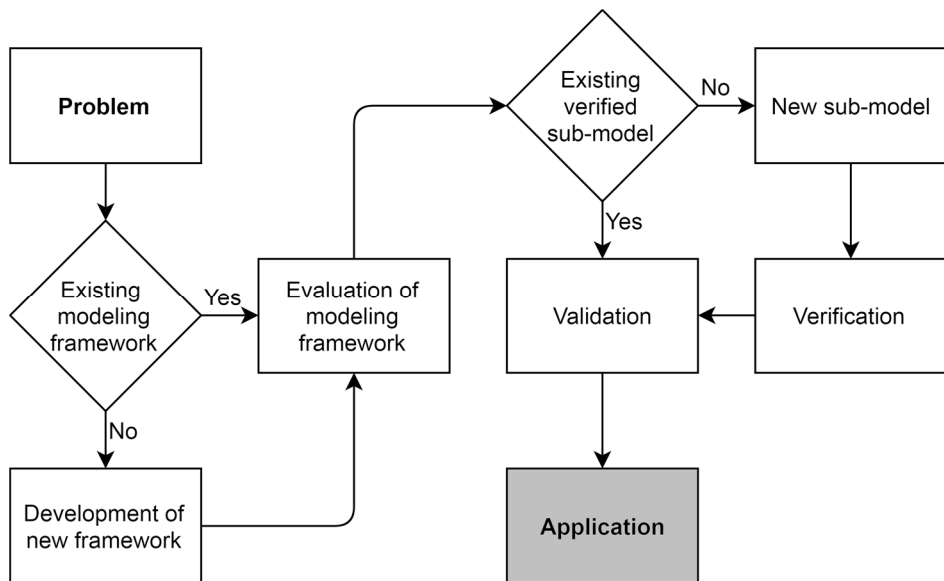 Problem
Existing
modeling
framework
Yes
No
Development of
new framework
Evaluation of
modeling
framework
Existing
verified
sub-model
No
Yes
New sub-model
Verification
Validation
Application